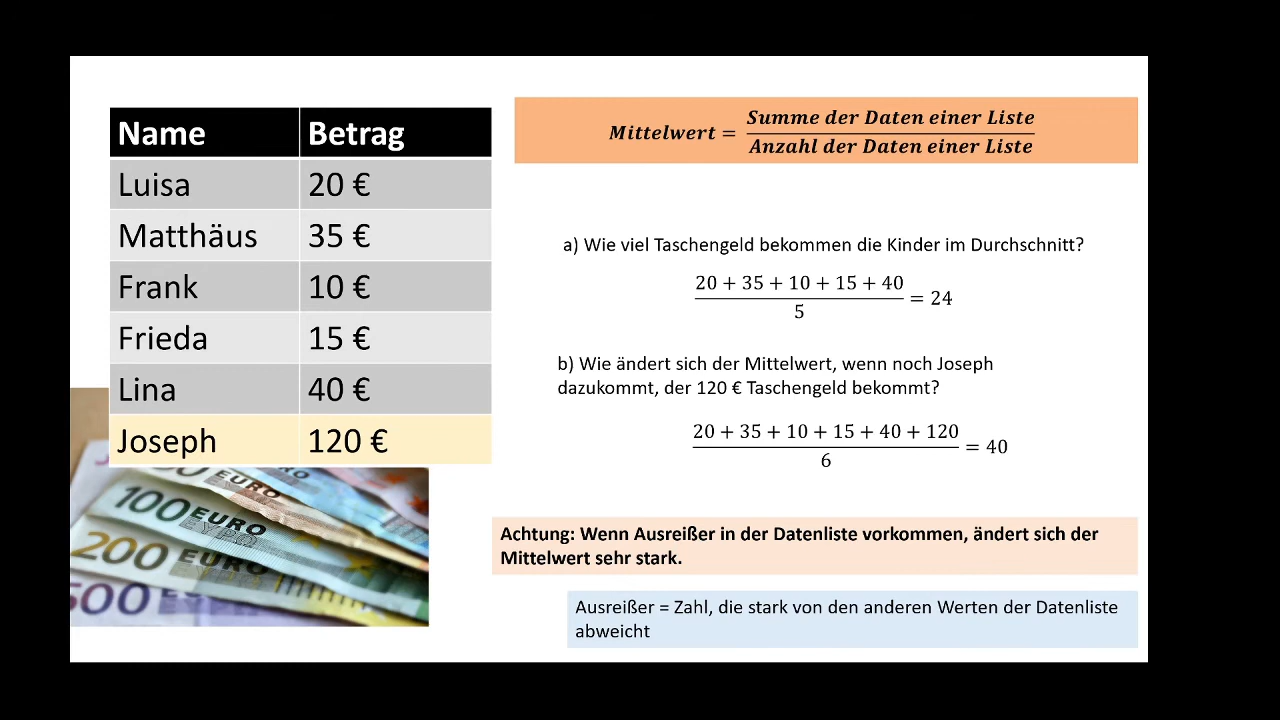 Name Betrag
Luisa 20 €
Matthäus 35 €
Frank 10 €
Frieda 15 €
Lina 40 €
Joseph 120 €
EURO
100 EURO
200 EURO
500
Mittelwert = Summe der Daten einer Liste / Anzahl der Daten einer Liste
a) Wie viel Taschengeld bekommen die Kinder im Durchschnitt?
20 + 35 + 10 + 15 + 40
5
= 24
b) Wie ändert sich der Mittelwert, wenn noch Joseph
dazukommt, der 120 € Taschengeld bekommt?
20 + 35 + 10 + 15 + 40 + 120
6
= 40
Achtung: Wenn Ausreißer in der Datenliste vorkommen, ändert sich der
Mittelwert sehr stark.
Ausreißer = Zahl, die stark von den anderen Werten der Datenliste
abweicht